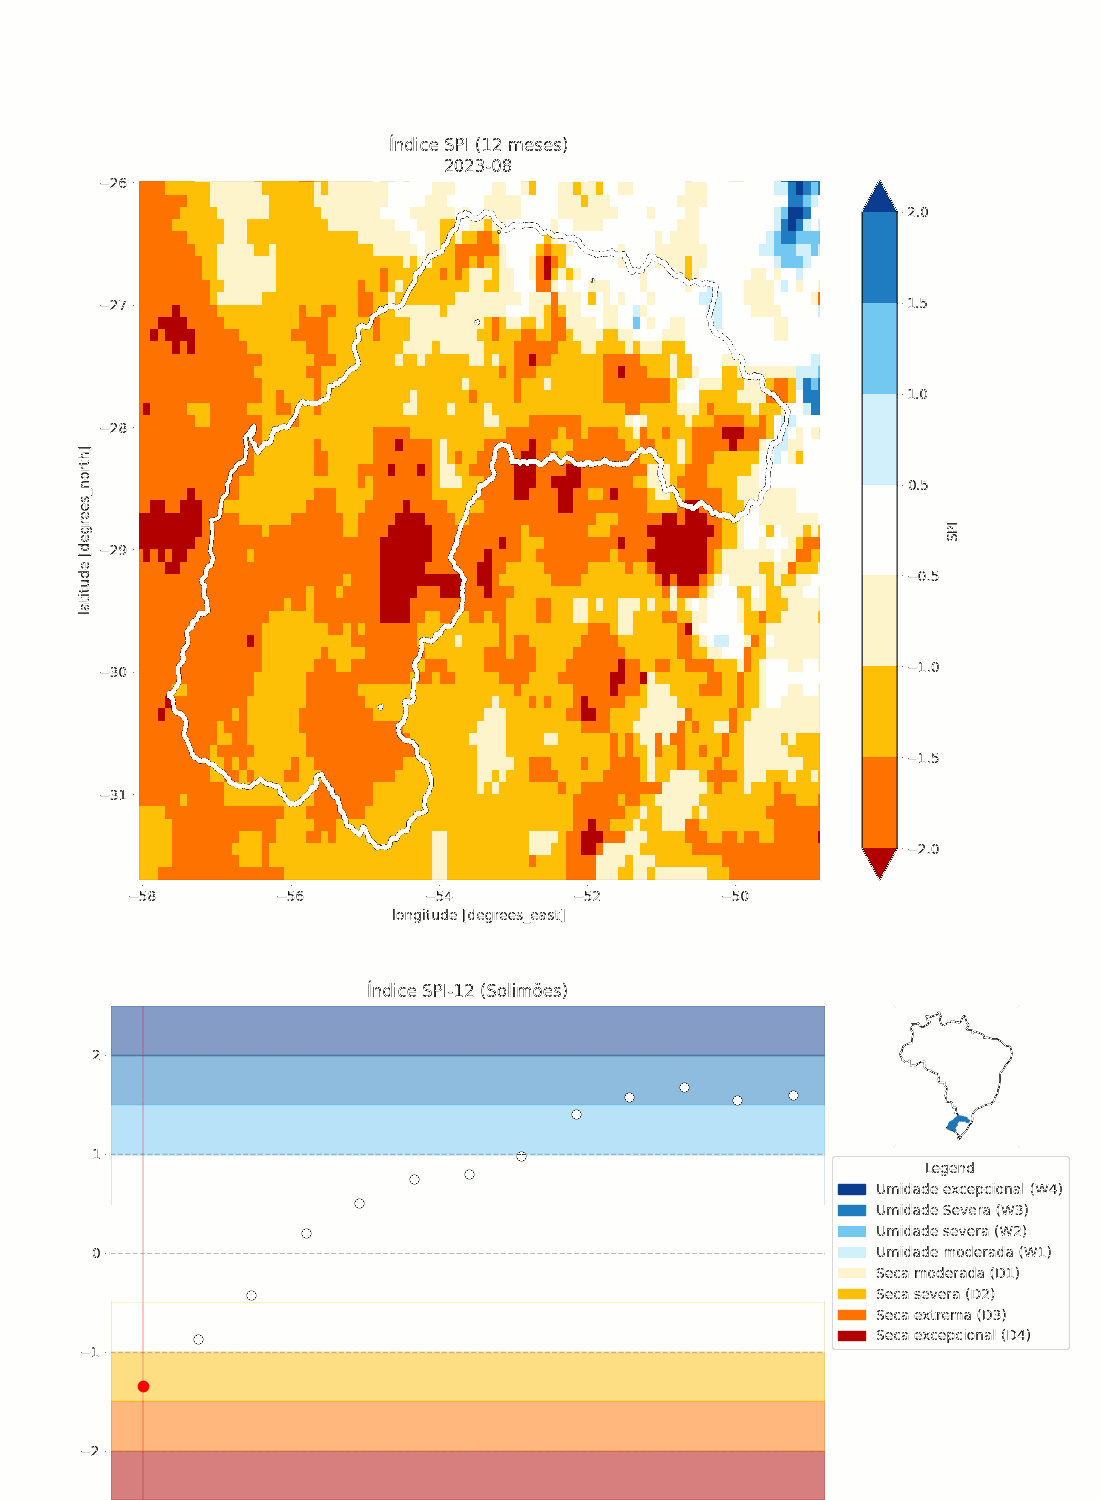 Índice SPI (12 meses)
2023-08
−26
−27
−28
−29
−30
−31
latitude [degrees_north]
−58
−56
−54
−52
−50
longitude [degrees_east]
2.0
1.5
1.0
0.5
−0.5
−1.0
−1.5
−2.0
SPI
Índice SPI-12 (Solimões)
2
1
0
−1
−2
Legend
Umidade excepcional (W4)
Umidade Severa (W3)
Umidade severa (W2)
Umidade moderada (W1)
Seca moderada (D1)
Seca severa (D2)
Seca extrema (D3)
Seca excepcional (D4)